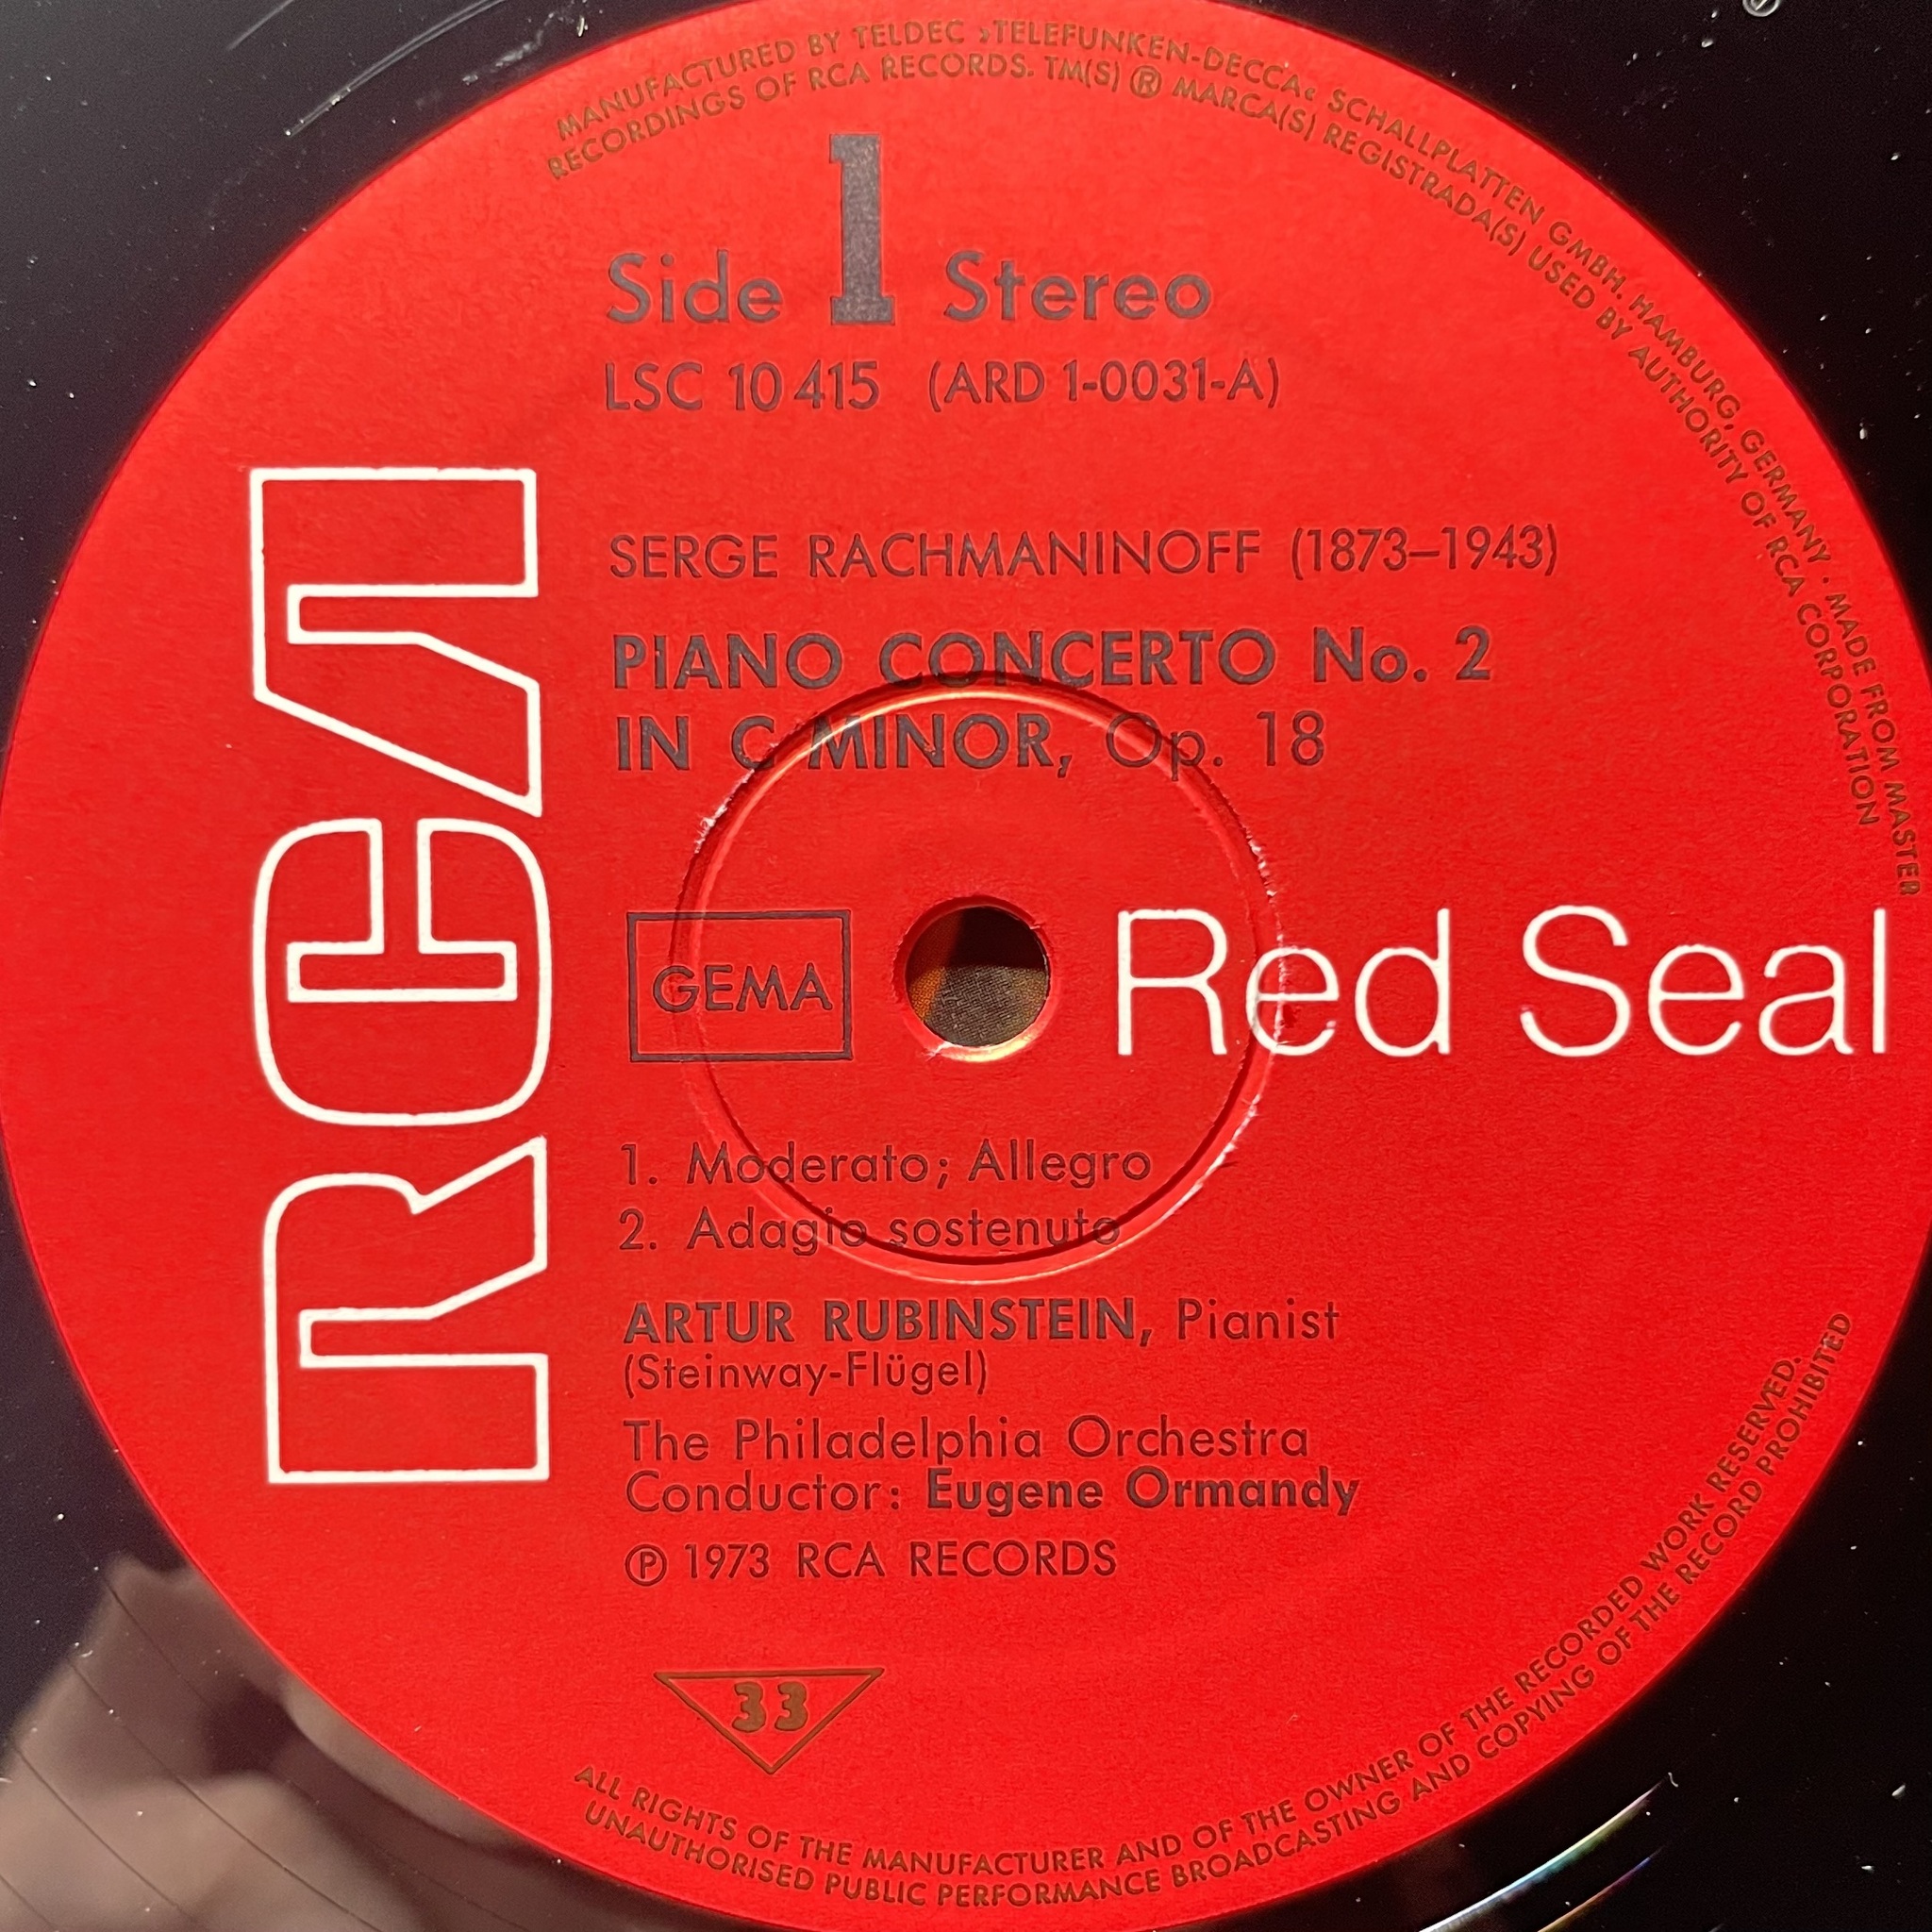 MANUFACTURED BY TELDEC »TELEFUNKEN-DECCA« SCHALLPLATTEN GMBH. HAMBURG, GERMANY · MADE FROM MASTER
RECORDINGS OF RCA RECORDS. TM(S) ® MARCA(S) REGISTRADA(S) USED BY AUTHORITY OF RCA CORPORATION
Side 1 Stereo
LSC 10 415 (ARD 1-0031-A)
SERGE RACHMANINOFF (1873–1943)
PIANO CONCERTO No. 2
IN C MINOR, Op. 18
RCA
GEMA
Red Seal
1. Moderato; Allegro
2. Adagio sostenuto
ARTUR RUBINSTEIN, Pianist
(Steinway-Flügel)
The Philadelphia Orchestra
Conductor: Eugene Ormandy
℗ 1973 RCA RECORDS
33
ALL RIGHTS OF THE MANUFACTURER AND OF THE OWNER OF THE RECORDED WORK RESERVED.
UNAUTHORISED PUBLIC PERFORMANCE BROADCASTING AND COPYING OF THE RECORD PROHIBITED